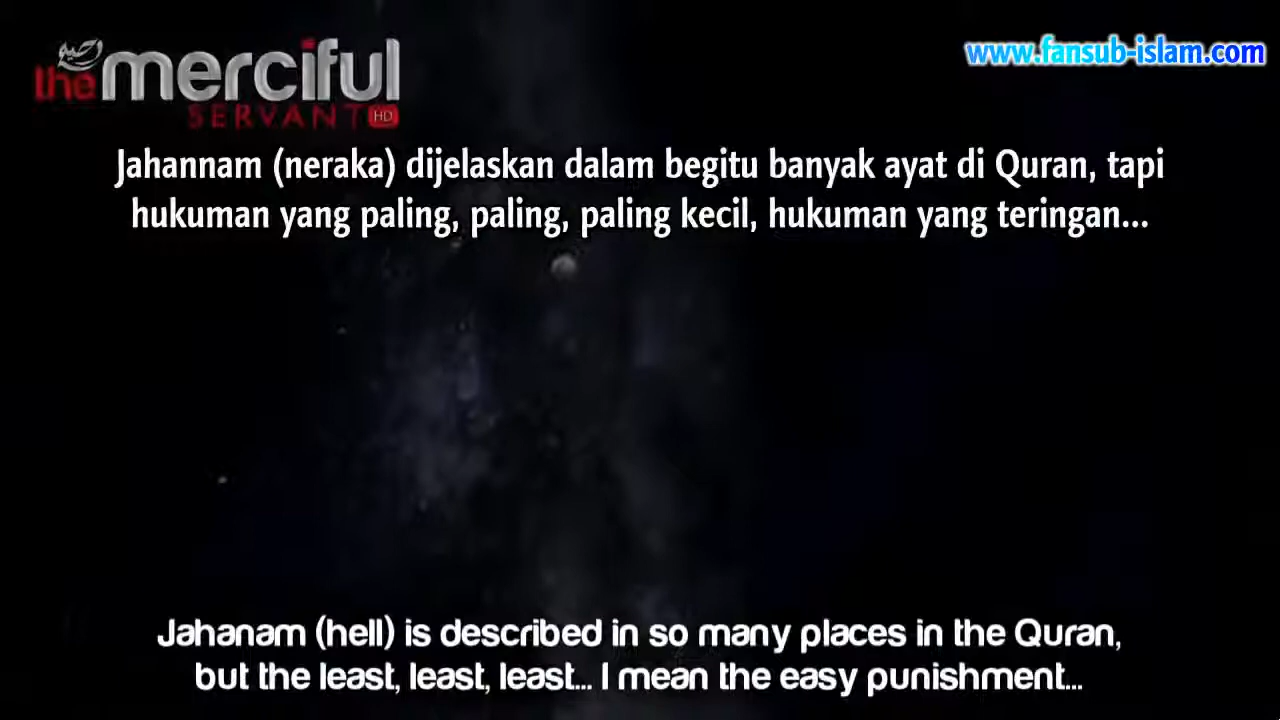 the merciful
SERVANT HD
www.fansub-islam.com
Jahannam (neraka) dijelaskan dalam begitu banyak ayat di Quran, tapi
hukuman yang paling, paling, paling kecil, hukuman yang teringan...
Jahanam (hell) is described in so many places in the Quran,
but the least, least, least... I mean the easy punishment...